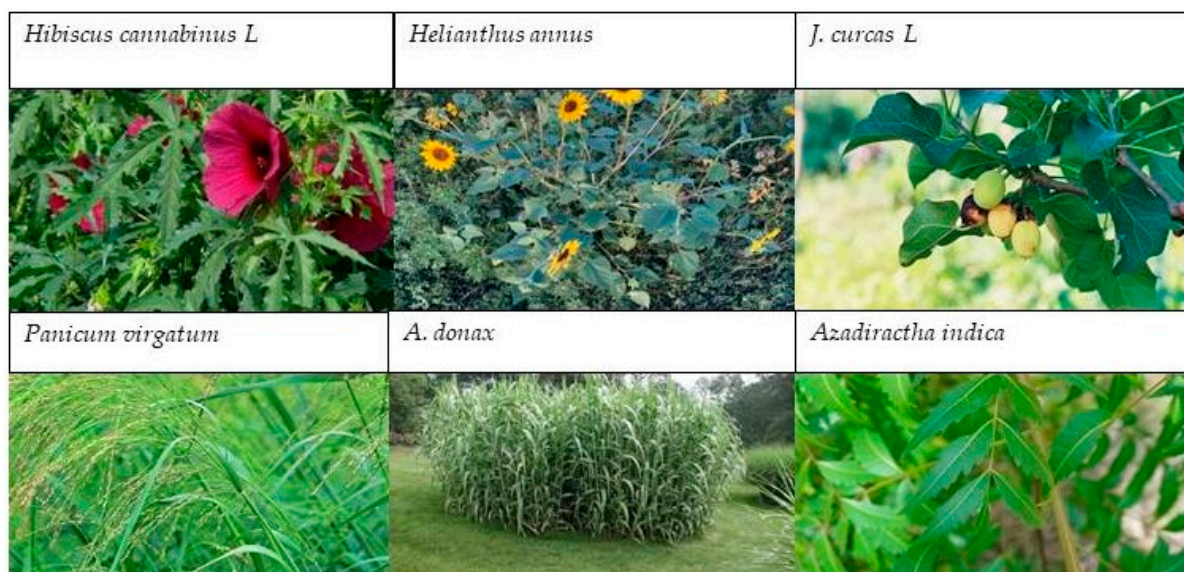 Hibiscus cannabinus L
Helianthus annus
J. curcas L
Panicum virgatum
A. donax
Azadiractha indica